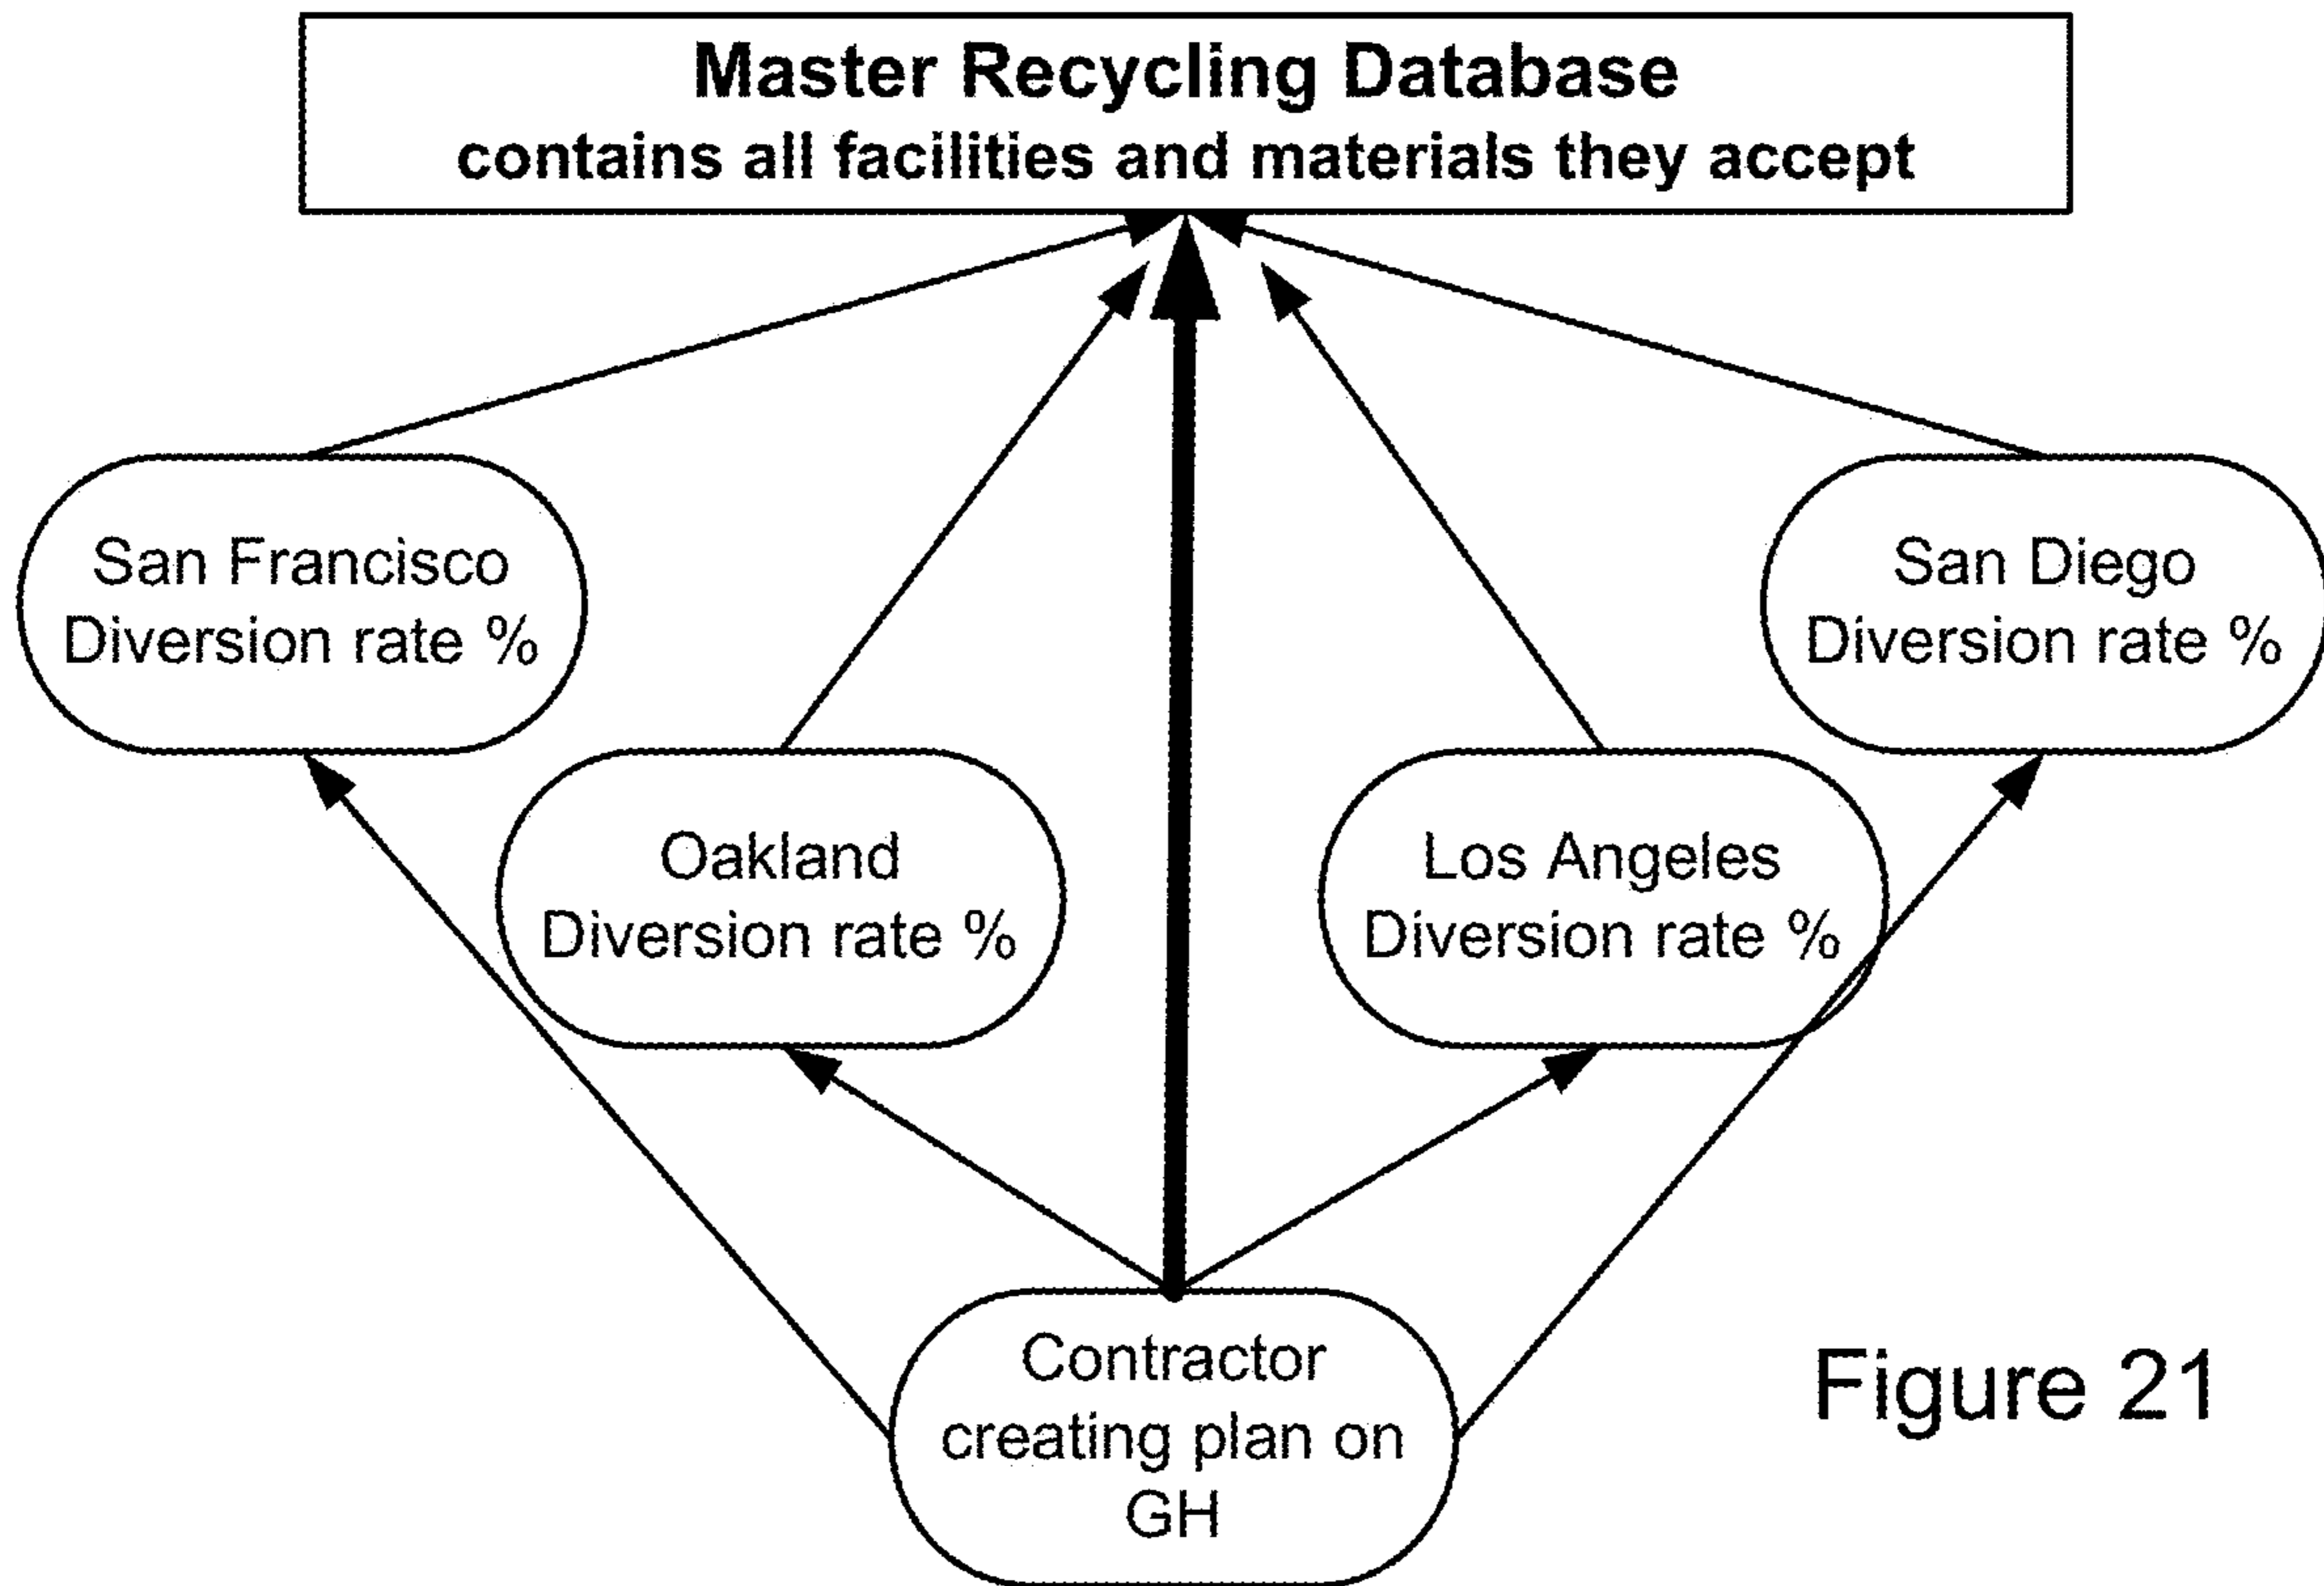 Master Recycling Database
contains all facilities and materials they accept
San Francisco
Diversion rate %
San Diego
Diversion rate %
Oakland
Diversion rate %
Los Angeles
Diversion rate %
Contractor
creating plan on
GH
Figure 21